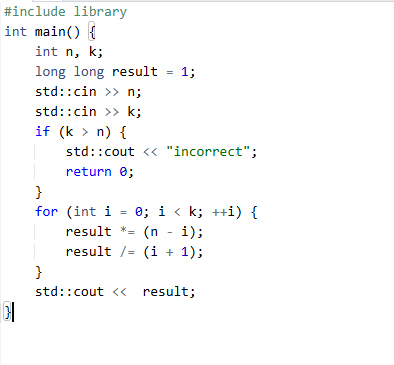 #include library
int main() {
    int n, k;
    long long result = 1;
    std::cin >> n;
    std::cin >> k;
    if (k > n) {
        std::cout << "incorrect";
        return 0;
    }
    for (int i = 0; i < k; ++i) {
        result *= (n - i);
        result /= (i + 1);
    }
    std::cout <<  result;
}